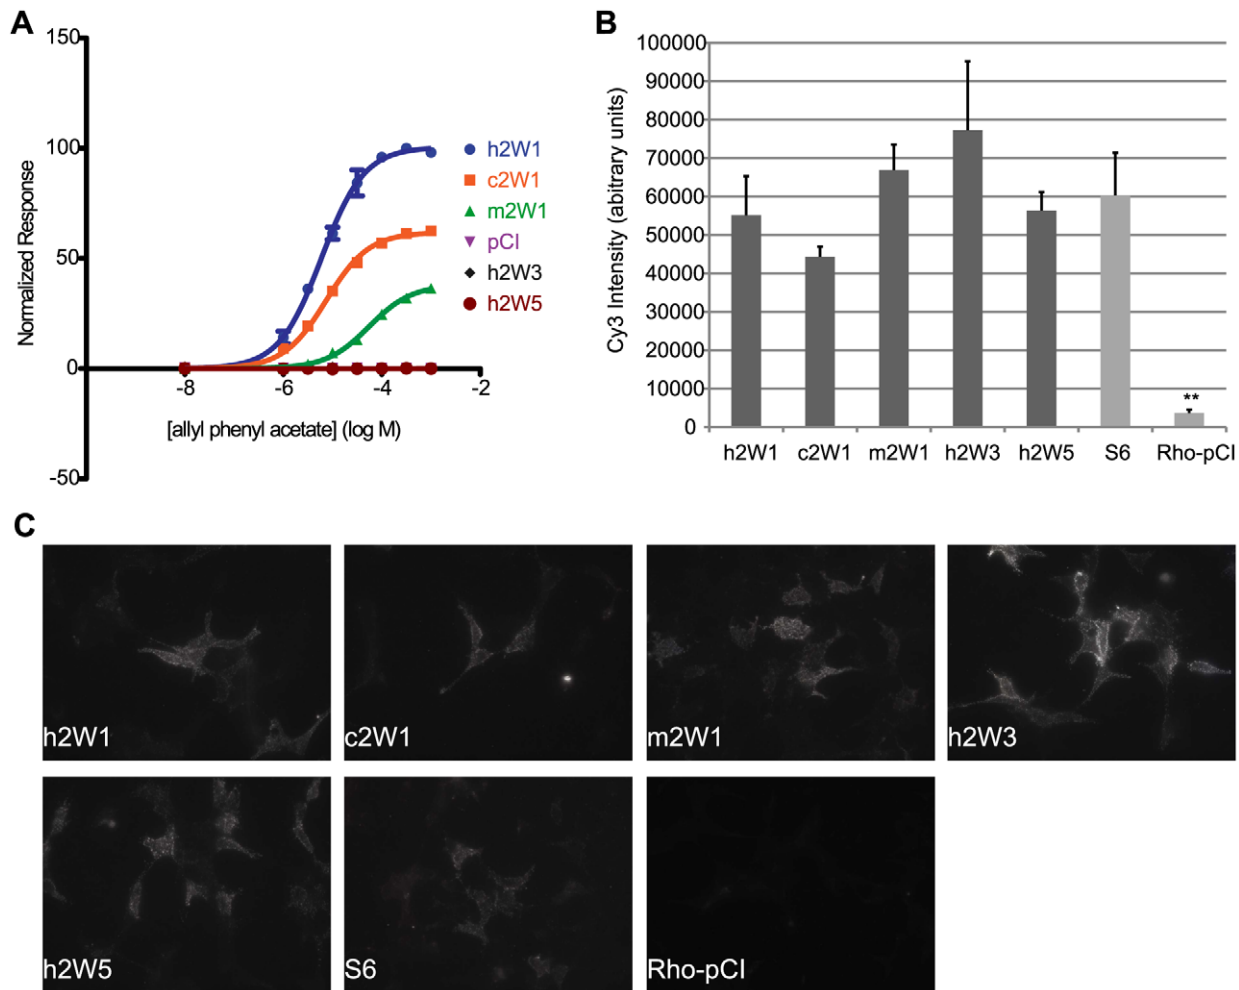 A
150
100
50
0
-50
-8
-6
-4
-2
Normalized Response
[allyl phenyl acetate] (log M)
h2W1
c2W1
m2W1
pCI
h2W3
h2W5
B
100000
90000
80000
70000
60000
50000
40000
30000
20000
10000
0
Cy3 Intensity (abitrary units)
**
h2W1
c2W1
m2W1
h2W3
h2W5
S6
Rho-pCI
C
h2W1
c2W1
m2W1
h2W3
h2W5
S6
Rho-pCI